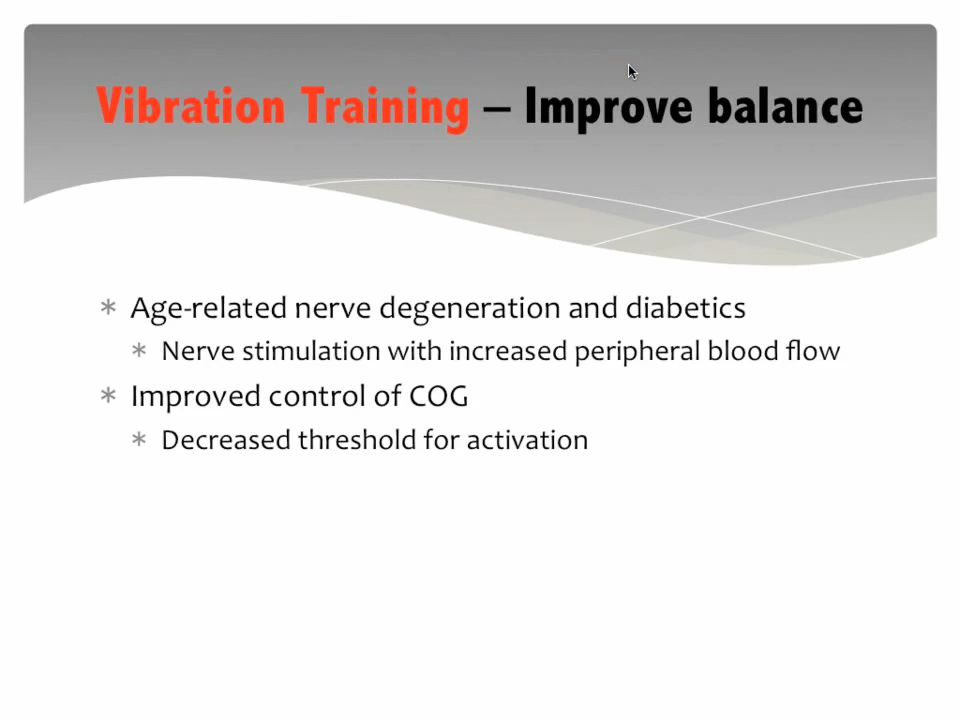 Vibration Training – Improve balance
* Age-related nerve degeneration and diabetics
* Nerve stimulation with increased peripheral blood flow
* Improved control of COG
* Decreased threshold for activation